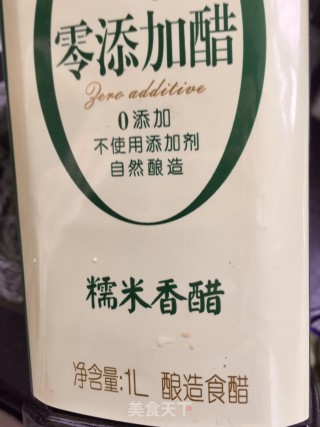 零添加醋
Zero additive
0添加
不使用添加剂
自然酿造
糯米香醋
净含量:1L 酿造食醋
美食天下